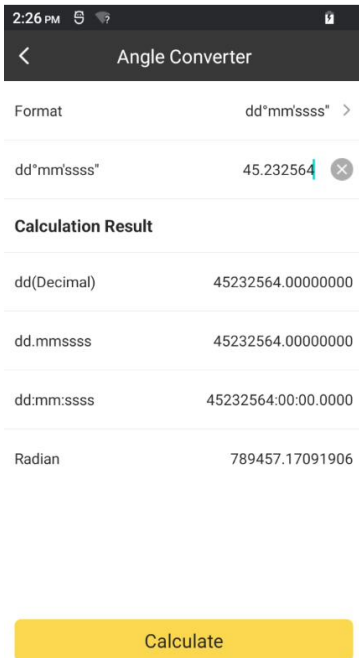 2:26 PM
Angle Converter
Format dd°mm'ssss"
dd°mm'ssss" 45.232564
Calculation Result
dd(Decimal) 45232564.00000000
dd.mmssss 45232564.00000000
dd:mm:ssss 45232564:00:00.0000
Radian 789457.17091906
Calculate